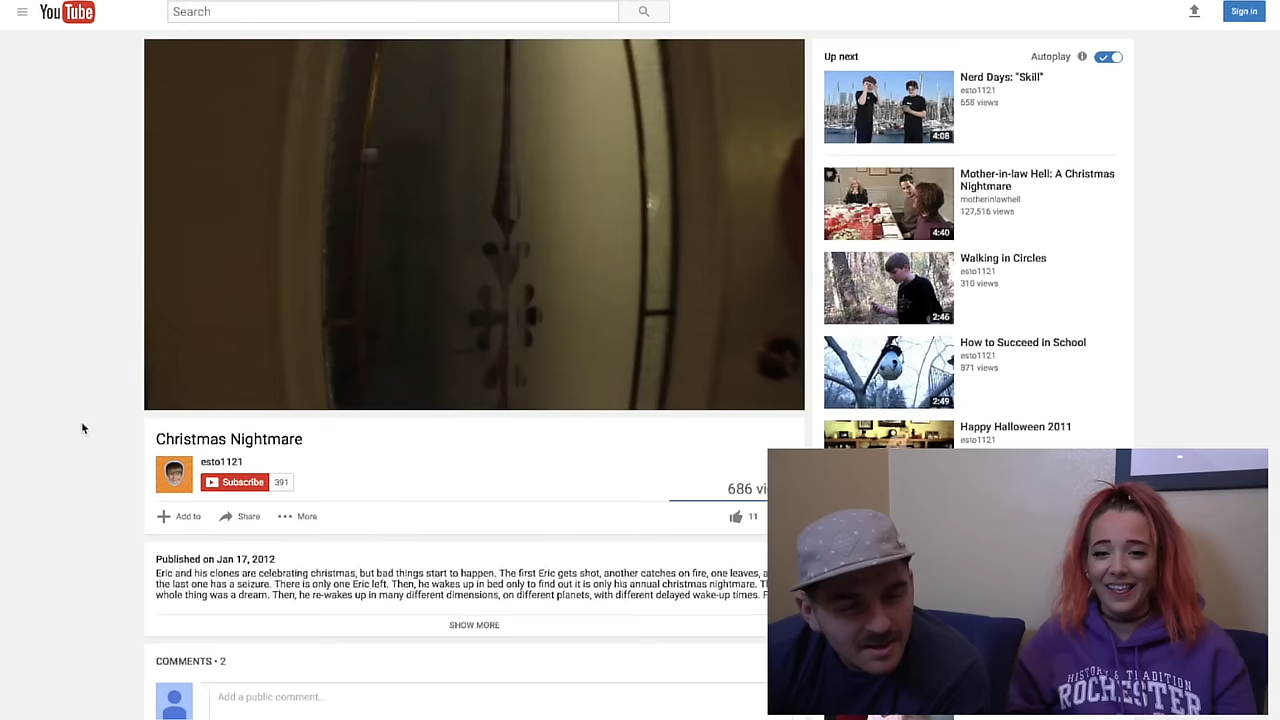 YouTube
Search
Sign in
Up next
Autoplay
Nerd Days: "Skill"
esto1121
658 views
4:08
Mother-in-law Hell: A Christmas
Nightmare
motherinlawhell
127,516 views
4:40
Walking in Circles
esto1121
310 views
2:46
How to Succeed in School
esto1121
871 views
2:49
Happy Halloween 2011
esto1121
Christmas Nightmare
esto1121
Subscribe 391
686
Add to Share More
11
Published on Jan 17, 2012
Eric and his clones are celebrating christmas, but bad things start to happen. The first Eric gets shot, another catches on fire, one leaves,
the last one has a seizure. There is only one Eric left. Then, he wakes up in bed only to find out it is only his annual christmas nightmare.
whole thing was a dream. Then, he re-wakes up in many different dimensions, on different planets, with different delayed wake-up times.
SHOW MORE
COMMENTS • 2
Add a public comment...
HISTORY & TRADITION
ROCHESTER